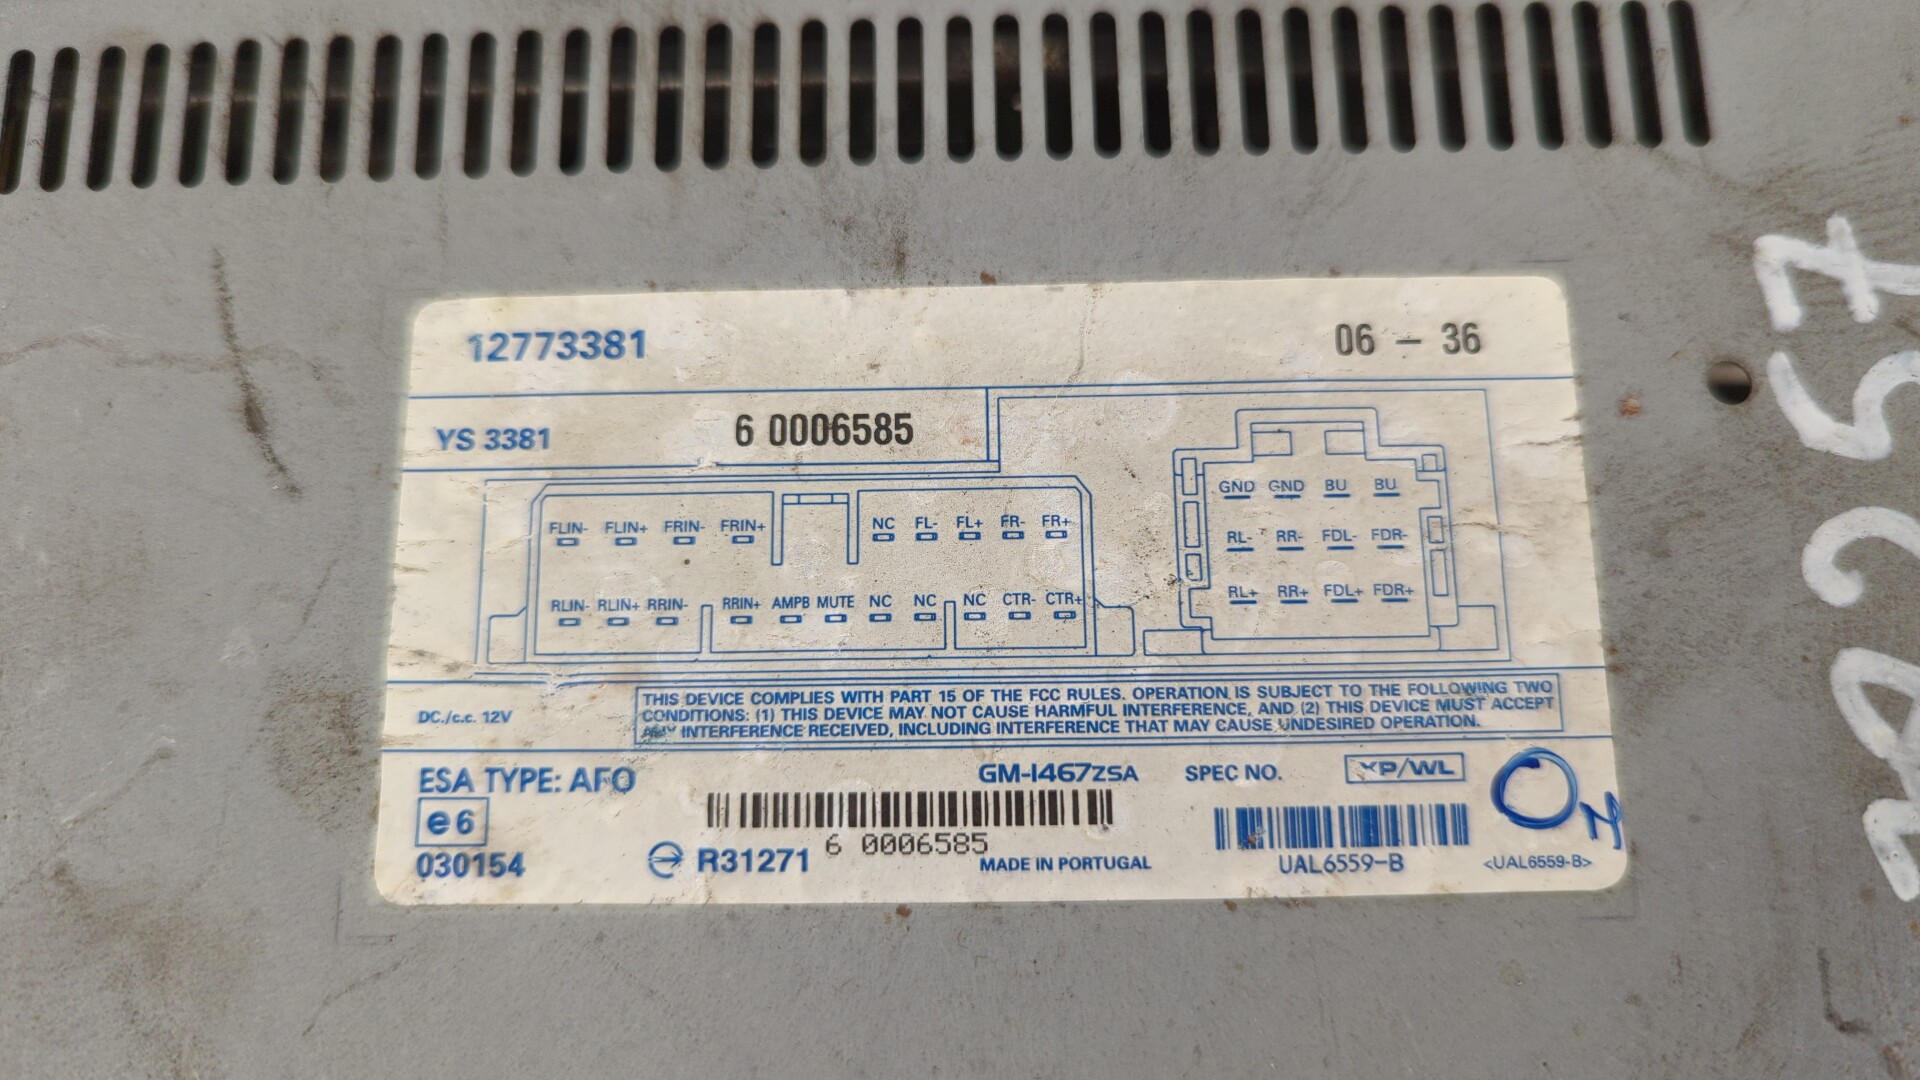 12773381
06 - 36
YS 3381
6 0006585
FLIN- FLIN+ FRIN- FRIN+ NC FL- FL+ FR- FR+
RLIN- RLIN+ RRIN- RRIN+ AMPB MUTE NC NC NC CTR- CTR+
GND GND BU BU
RL- RR- FDL- FDR-
RL+ RR+ FDL+ FDR+
DC./c.c. 12V
THIS DEVICE COMPLIES WITH PART 15 OF THE FCC RULES. OPERATION IS SUBJECT TO THE FOLLOWING TWO
CONDITIONS: (1) THIS DEVICE MAY NOT CAUSE HARMFUL INTERFERENCE, AND (2) THIS DEVICE MUST ACCEPT
ANY INTERFERENCE RECEIVED, INCLUDING INTERFERENCE THAT MAY CAUSE UNDESIRED OPERATION.
ESA TYPE: AFO
GM-1467ZSA
SPEC NO.
XP/WL
e6
030154
R31271
6 0006585
MADE IN PORTUGAL
UAL6559-B
<UAL6559-B>